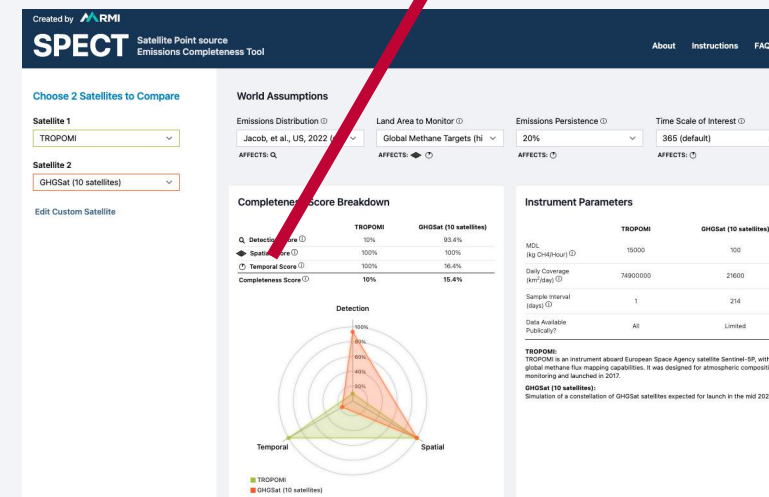 Created by RMI
SPECT Satellite Point source
Emissions Completeness Tool
About Instructions FAQ
Choose 2 Satellites to Compare
Satellite 1
TROPOMI
Satellite 2
GHGSat (10 satellites)
Edit Custom Satellite
World Assumptions
Emissions Distribution
Land Area to Monitor
Emissions Persistence
Time Scale of Interest
Jacob, et al., US, 2022
Global Methane Targets (hi
20%
365 (default)
AFFECTS:
AFFECTS:
AFFECTS:
AFFECTS:
Completeness Score Breakdown
TROPOMI GHGSat (10 satellites)
Detection Score 10% 93.4%
Spatial Score 100% 100%
Temporal Score 100% 16.4%
Completeness Score 10% 15.4%
Detection
100%
80%
60%
40%
20%
Temporal
Spatial
TROPOMI
GHGSat (10 satellites)
Instrument Parameters
TROPOMI GHGSat (10 satellites)
MDL
(kg CH4/Hour) 15000 100
Daily Coverage
(km²/day) 74900000 21600
Sample Interval
(days) 1 214
Data Available
Publically? All Limited
TROPOMI:
TROPOMI is an instrument aboard European Space Agency satellite Sentinel-5P, with
global methane flux mapping capabilities. It was designed for atmospheric compositi
monitoring and launched in 2017.
GHGSat (10 satellites):
Simulation of a constellation of GHGSat satellites expected for launch in the mid 202